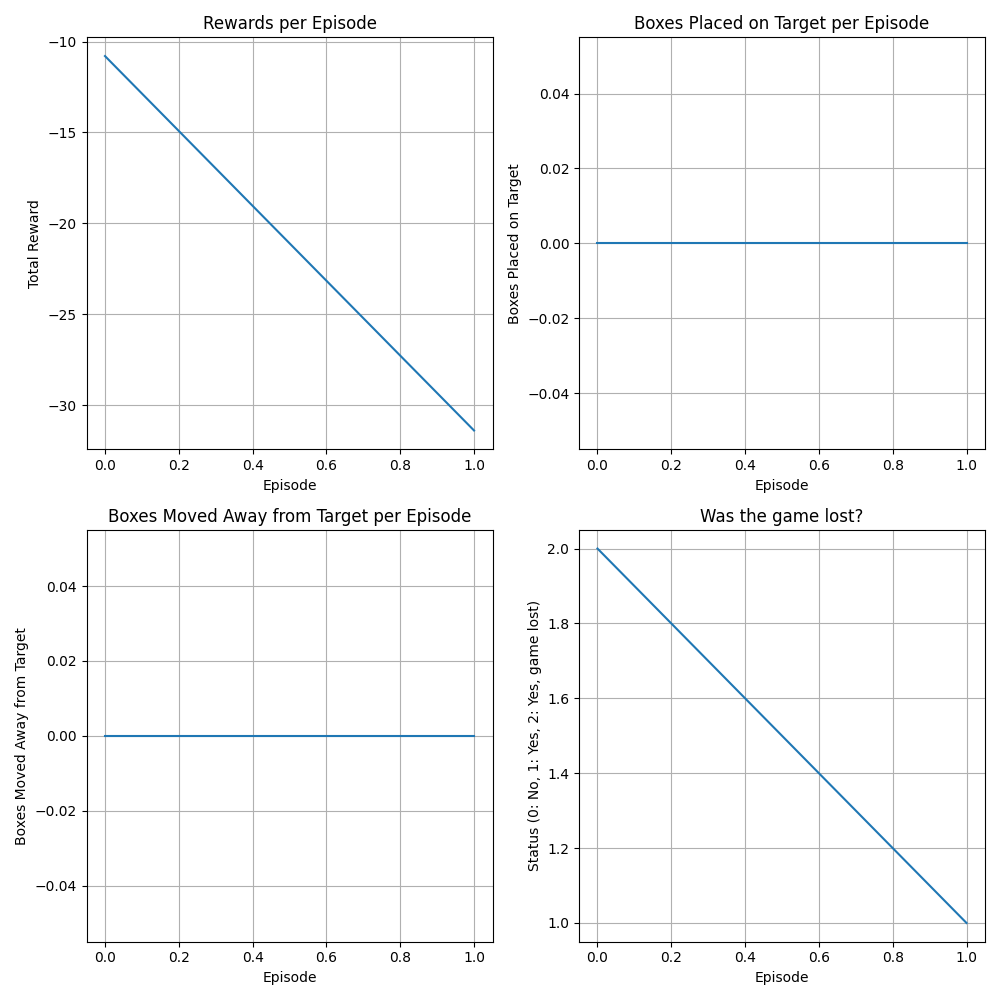 Rewards per Episode
−10
−15
−20
−25
−30
Total Reward
0.0 0.2 0.4 0.6 0.8 1.0
Episode
Boxes Placed on Target per Episode
0.04
0.02
0.00
−0.02
−0.04
Boxes Placed on Target
0.0 0.2 0.4 0.6 0.8 1.0
Episode
Boxes Moved Away from Target per Episode
0.04
0.02
0.00
−0.02
−0.04
Boxes Moved Away from Target
0.0 0.2 0.4 0.6 0.8 1.0
Episode
Was the game lost?
2.0
1.8
1.6
1.4
1.2
1.0
Status (0: No, 1: Yes, 2: Yes, game lost)
0.0 0.2 0.4 0.6 0.8 1.0
Episode